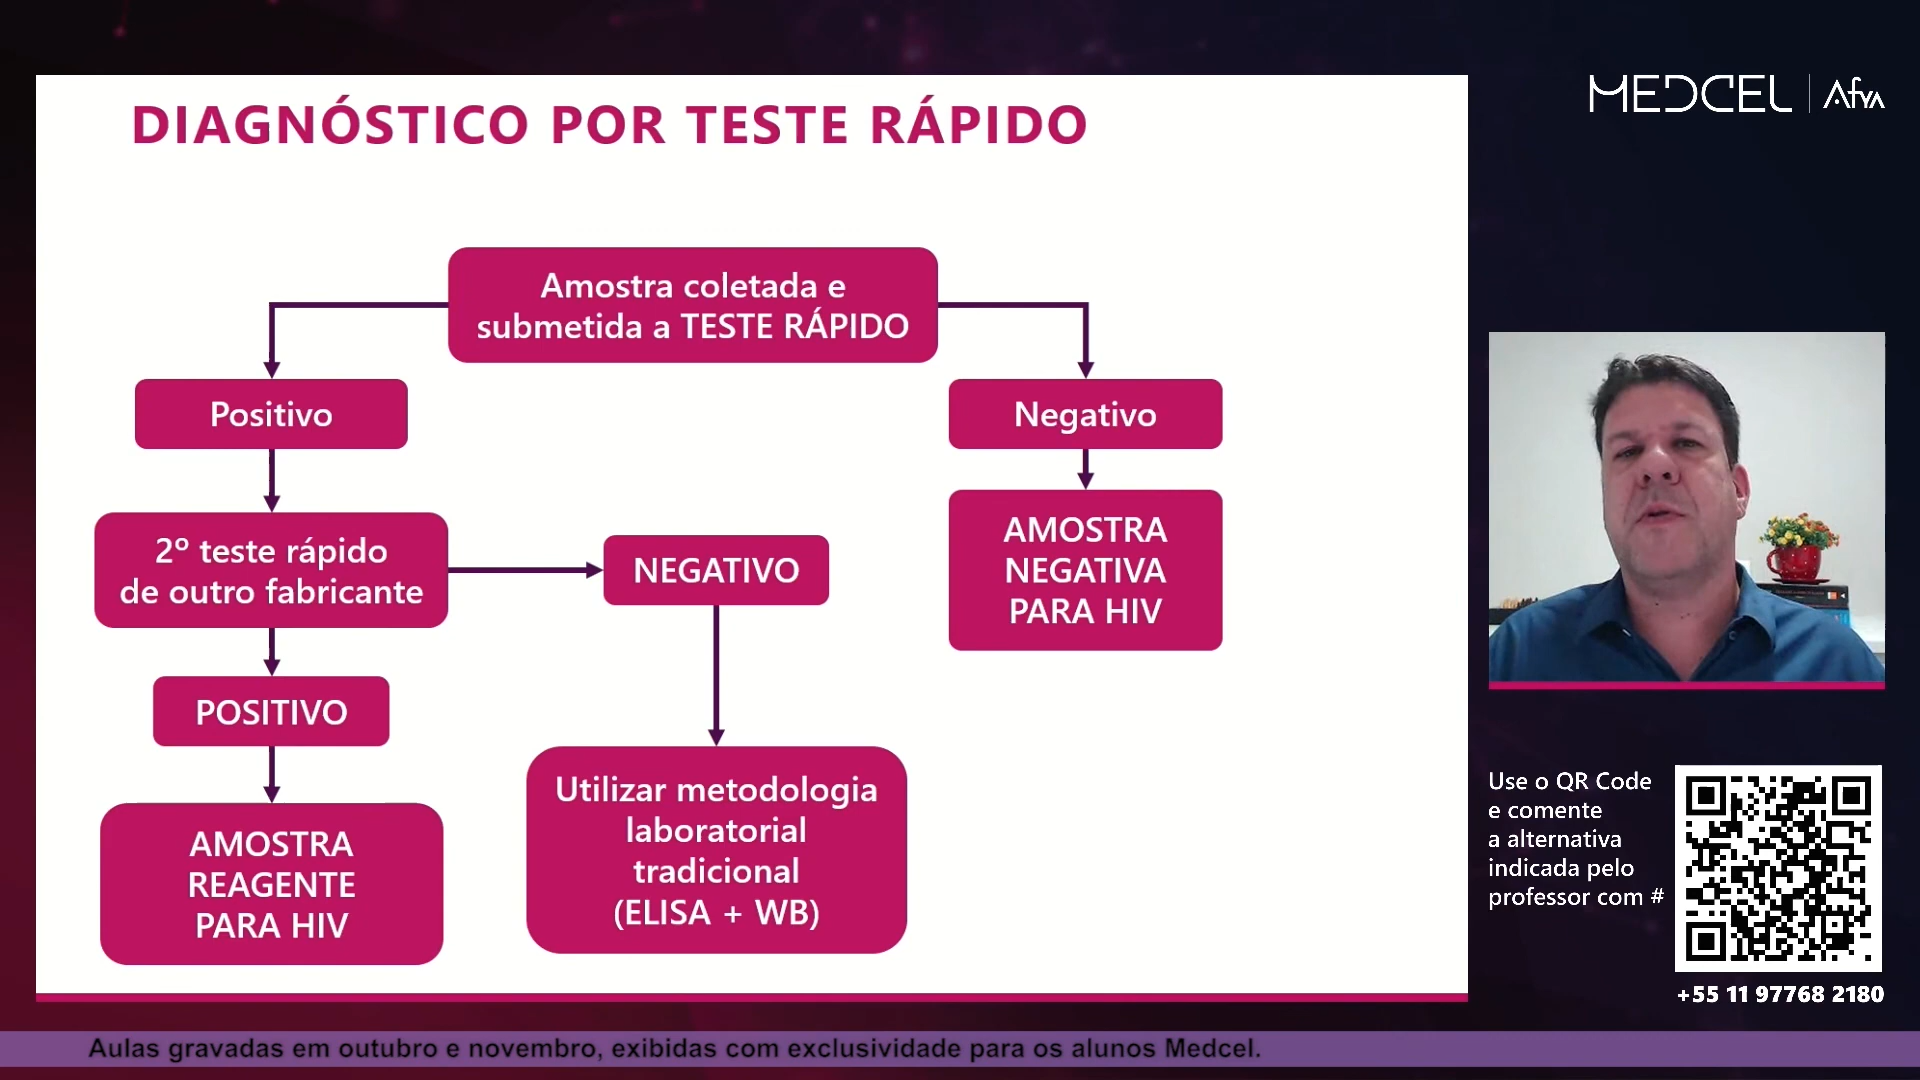 MEDCEL Afya
DIAGNÓSTICO POR TESTE RÁPIDO
Amostra coletada e
submetida a TESTE RÁPIDO
Positivo
Negativo
2º teste rápido
de outro fabricante
NEGATIVO
AMOSTRA
NEGATIVA
PARA HIV
POSITIVO
AMOSTRA
REAGENTE
PARA HIV
Utilizar metodologia
laboratorial
tradicional
(ELISA + WB)
Use o QR Code
e comente
a alternativa
indicada pelo
professor com #
+55 11 97768 2180
Aulas gravadas em outubro e novembro, exibidas com exclusividade para os alunos Medcel.